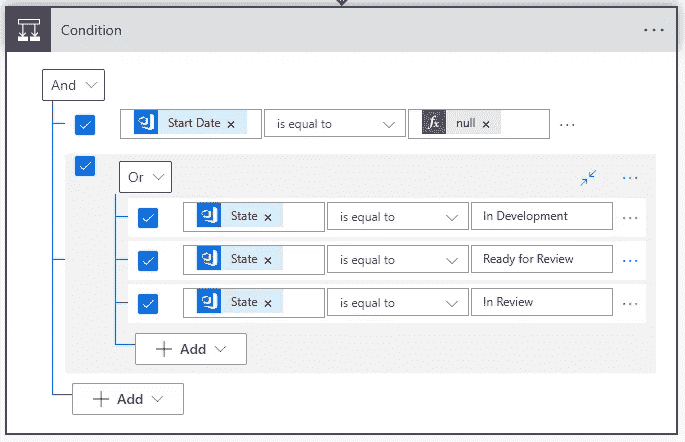 Condition
And
Start Date is equal to fx null
Or
State is equal to In Development
State is equal to Ready for Review
State is equal to In Review
Add
Add